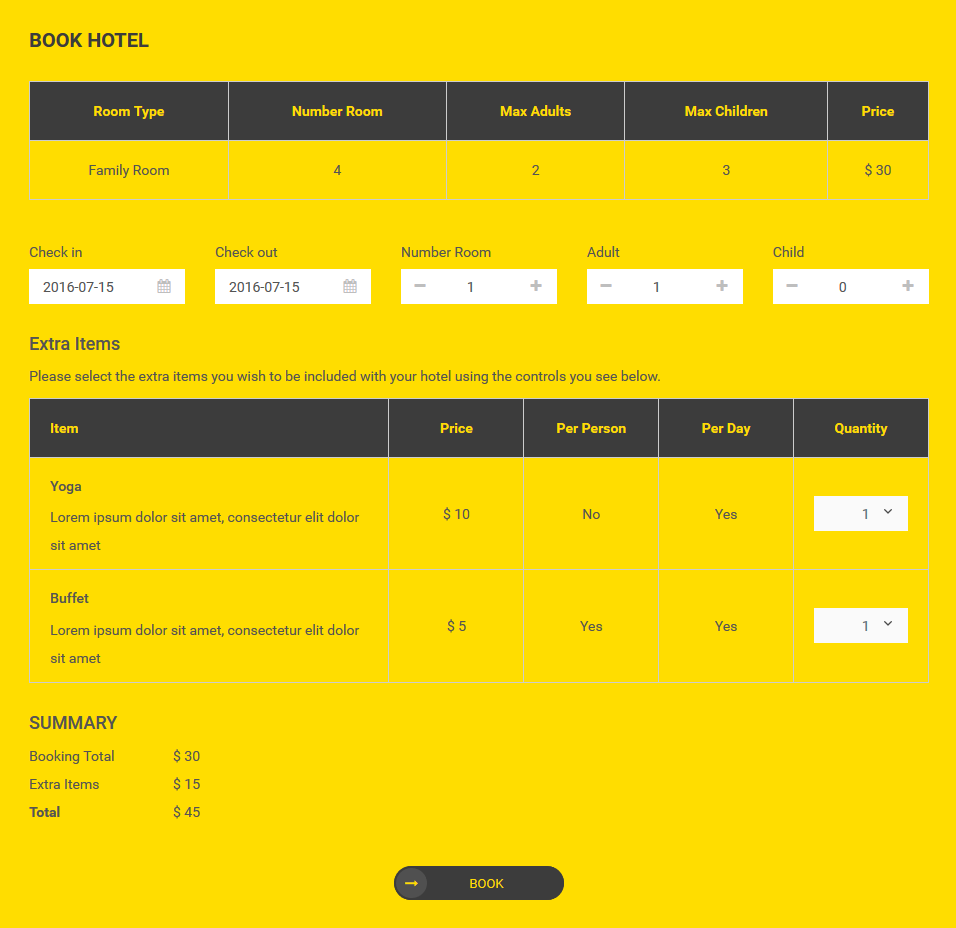 BOOK HOTEL
Room Type Number Room Max Adults Max Children Price
Family Room 4 2 3 $ 30
Check in Check out Number Room Adult Child
2016-07-15 2016-07-15 − 1 + − 1 + − 0 +
Extra Items
Please select the extra items you wish to be included with your hotel using the controls you see below.
Item Price Per Person Per Day Quantity
Yoga
Lorem ipsum dolor sit amet, consectetur elit dolor
sit amet
$ 10 No Yes 1
Buffet
Lorem ipsum dolor sit amet, consectetur elit dolor
sit amet
$ 5 Yes Yes 1
SUMMARY
Booking Total $ 30
Extra Items $ 15
Total $ 45
BOOK